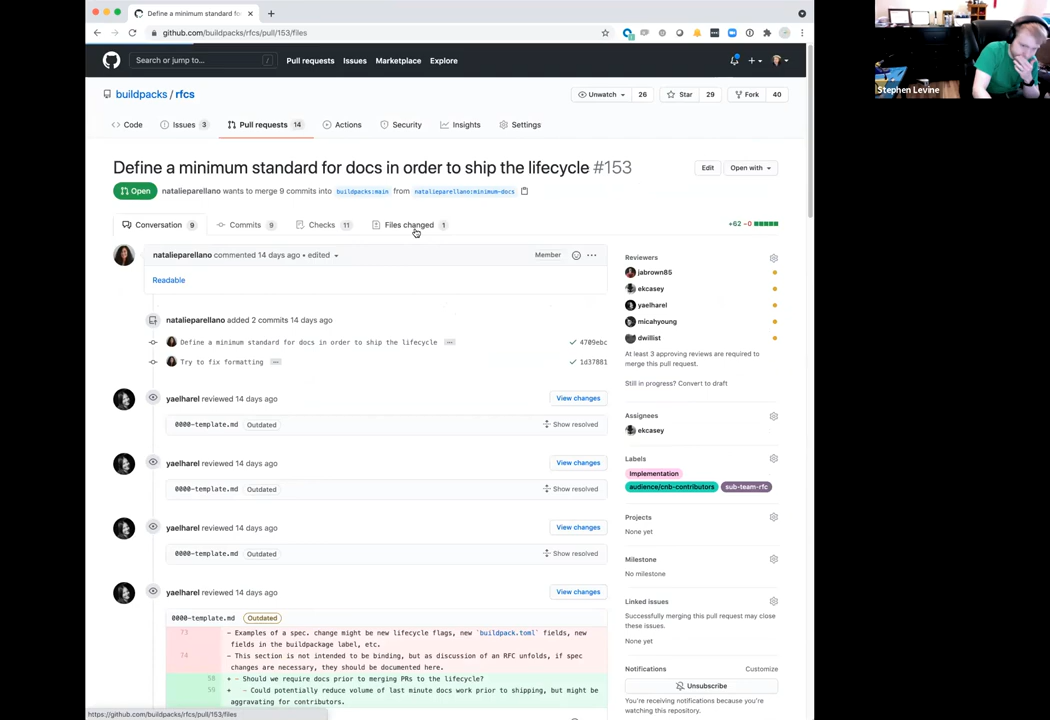 Define a minimum standard fo
github.com/buildpacks/rfcs/pull/153/files
Search or jump to...
/
Pull requests
Issues
Marketplace
Explore
Stephen Levine
buildpacks / rfcs
Unwatch
26
Star
29
Fork
40
Code
Issues 3
Pull requests 14
Actions
Security
Insights
Settings
Define a minimum standard for docs in order to ship the lifecycle #153
Edit
Open with
Open
natalieparellano wants to merge 9 commits into buildpacks:main from natalieparellano:minimum-docs
Conversation 9
Commits 9
Checks 11
Files changed 1
+62 −0
natalieparellano commented 14 days ago • edited
Member
Readable
natalieparellano added 2 commits 14 days ago
Define a minimum standard for docs in order to ship the lifecycle
4709ebc
Try to fix formatting
1d37881
yaelharel reviewed 14 days ago
View changes
0000-template.md Outdated
Show resolved
yaelharel reviewed 14 days ago
View changes
0000-template.md Outdated
Show resolved
yaelharel reviewed 14 days ago
View changes
0000-template.md Outdated
Show resolved
yaelharel reviewed 14 days ago
View changes
0000-template.md Outdated
73 - Examples of a spec. change might be new lifecycle flags, new `buildpack.toml` fields, new
fields in the buildpackage label, etc.
74 - This section is not intended to be binding, but as discussion of an RFC unfolds, if spec
changes are necessary, they should be documented here.
58 + - Should we require docs prior to merging PRs to the lifecycle?
59 + - Could potentially reduce volume of last minute docs work prior to shipping, but might be
aggravating for contributors.
Reviewers
jabrown85
ekcasey
yaelharel
micahyoung
dwillist
At least 3 approving reviews are required to
merge this pull request.
Still in progress? Convert to draft
Assignees
ekcasey
Labels
Implementation
audience/cnb-contributors
sub-team-rfc
Projects
None yet
Milestone
No milestone
Linked issues
Successfully merging this pull request may close
these issues.
None yet
Notifications
Customize
Unsubscribe
You're receiving notifications because you're
watching this repository.
https://github.com/buildpacks/rfcs/pull/153/files